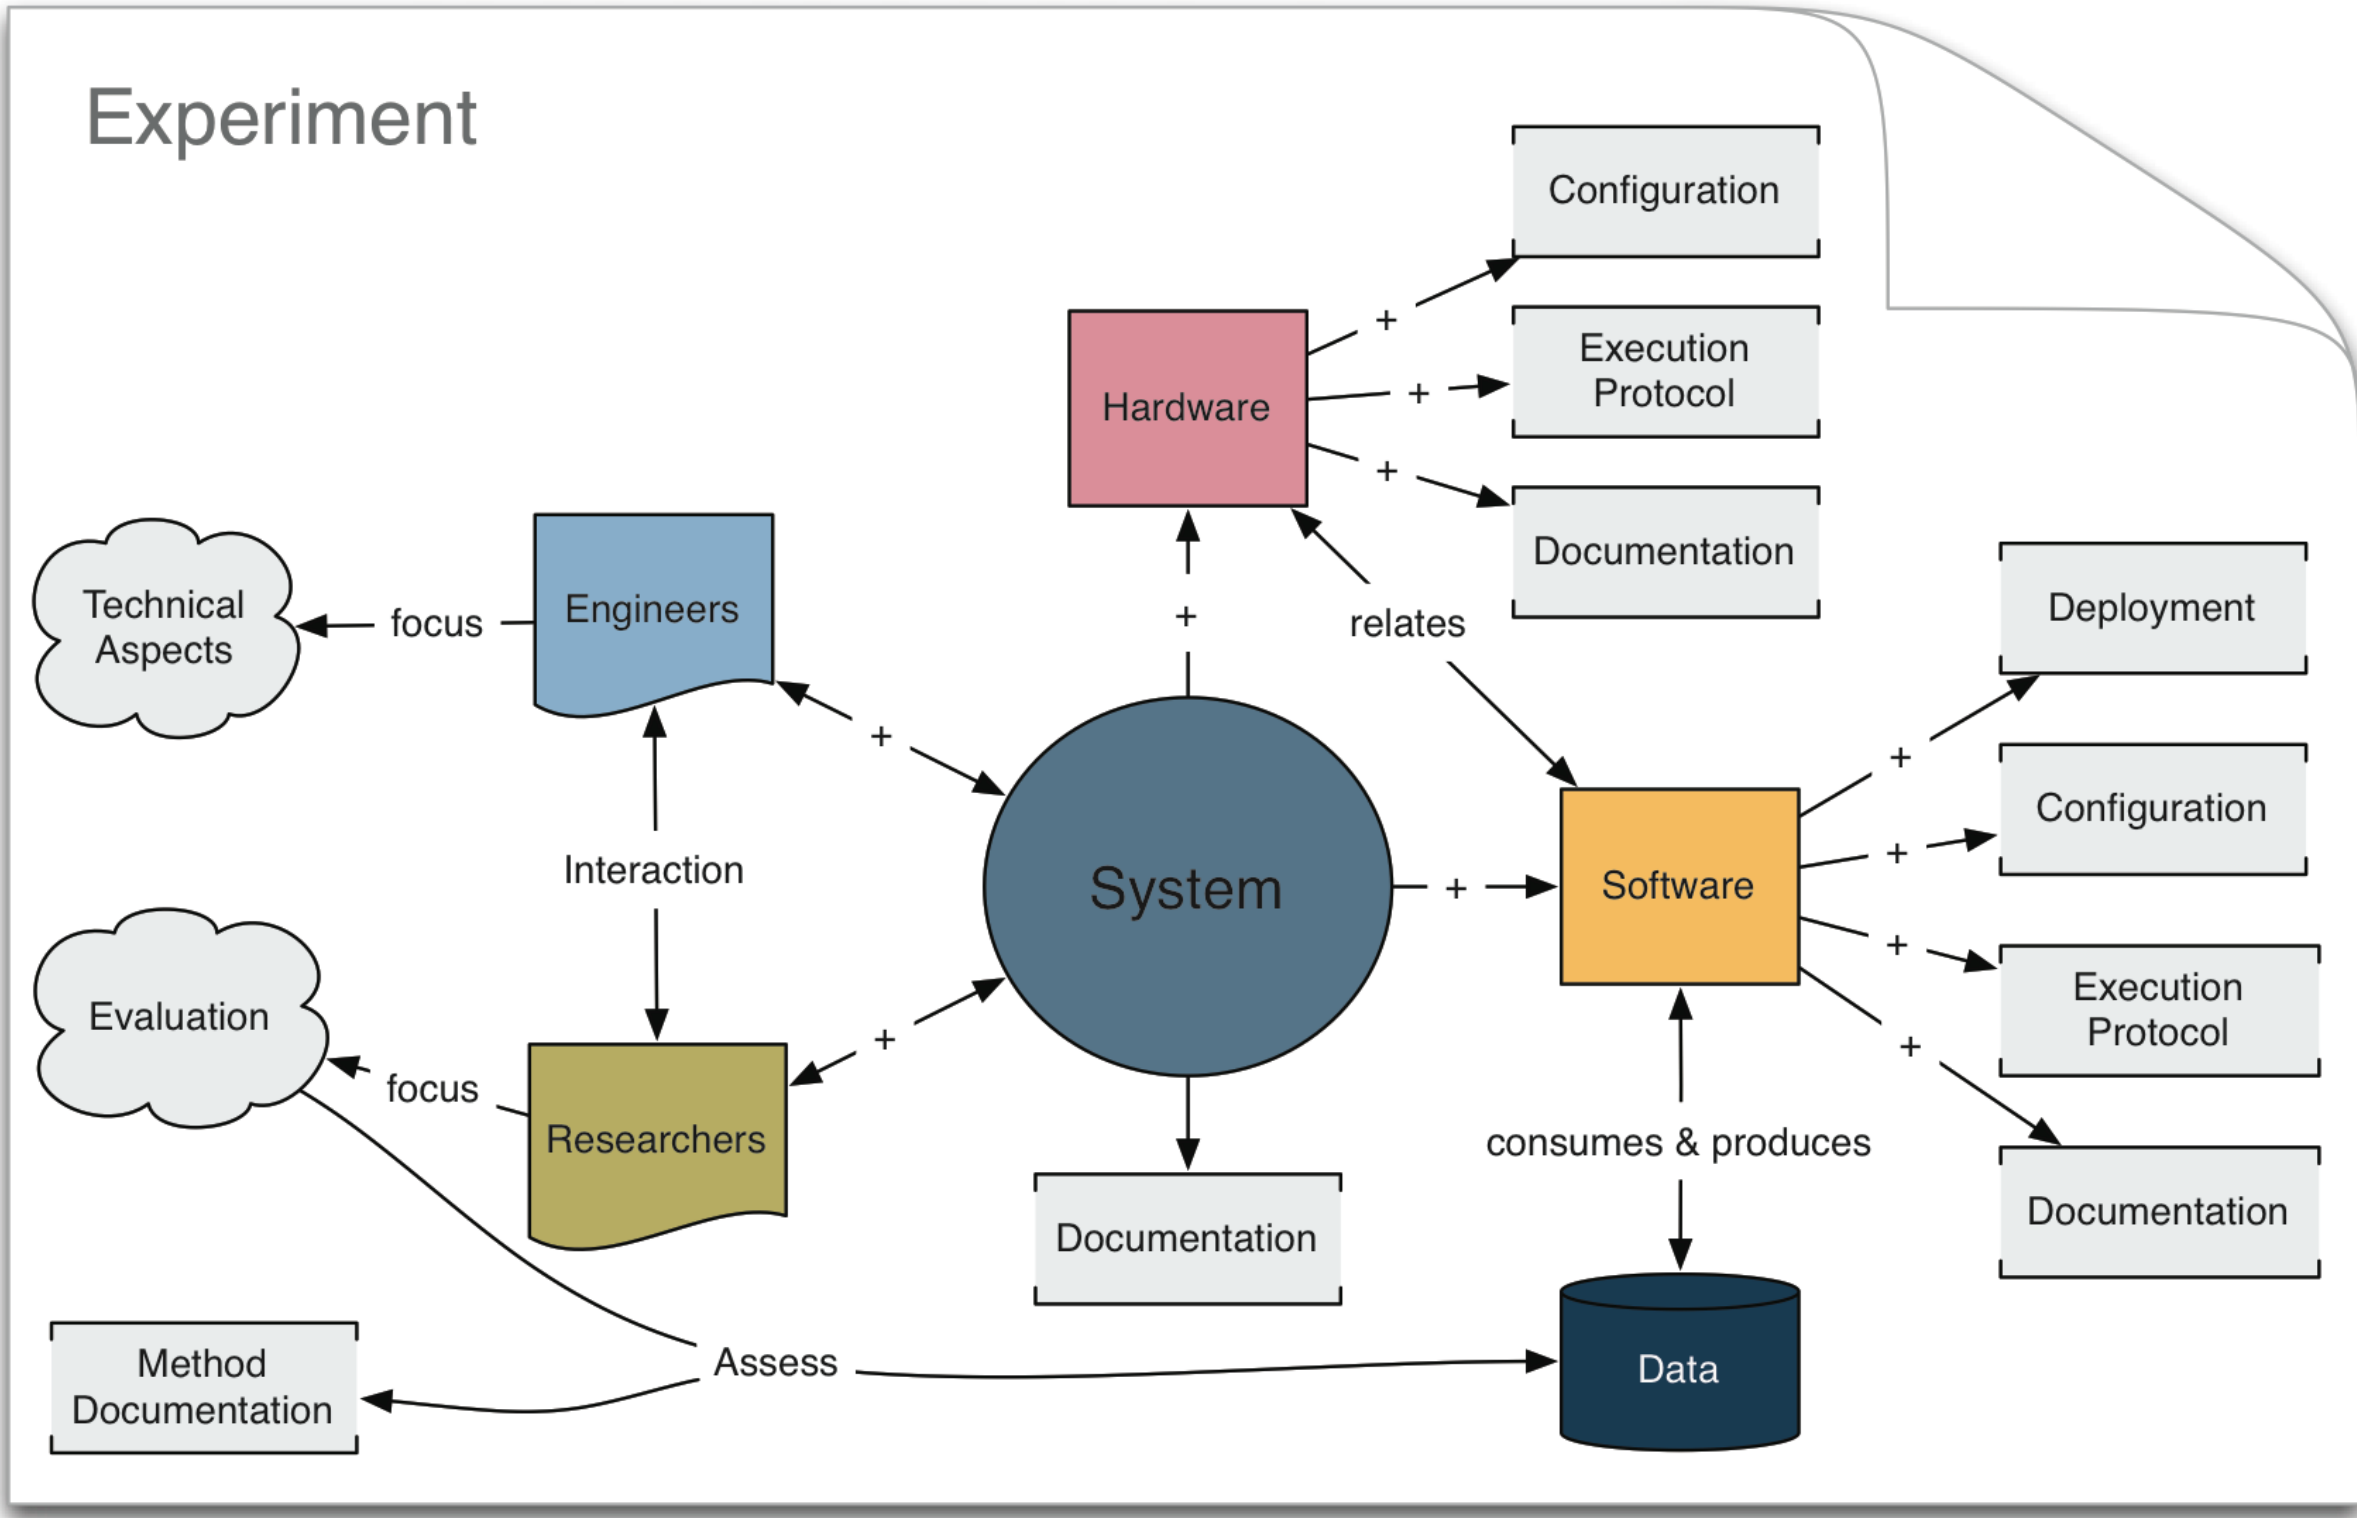 Experiment
Configuration
+
Execution
Protocol
Hardware
+
+
Documentation
Technical
Aspects
focus
Engineers
+
relates
Deployment
+
+
Configuration
Interaction
System
+
Software
+
+
Evaluation
Execution
Protocol
focus
+
+
Researchers
consumes & produces
Documentation
Documentation
Method
Documentation
Assess
Data